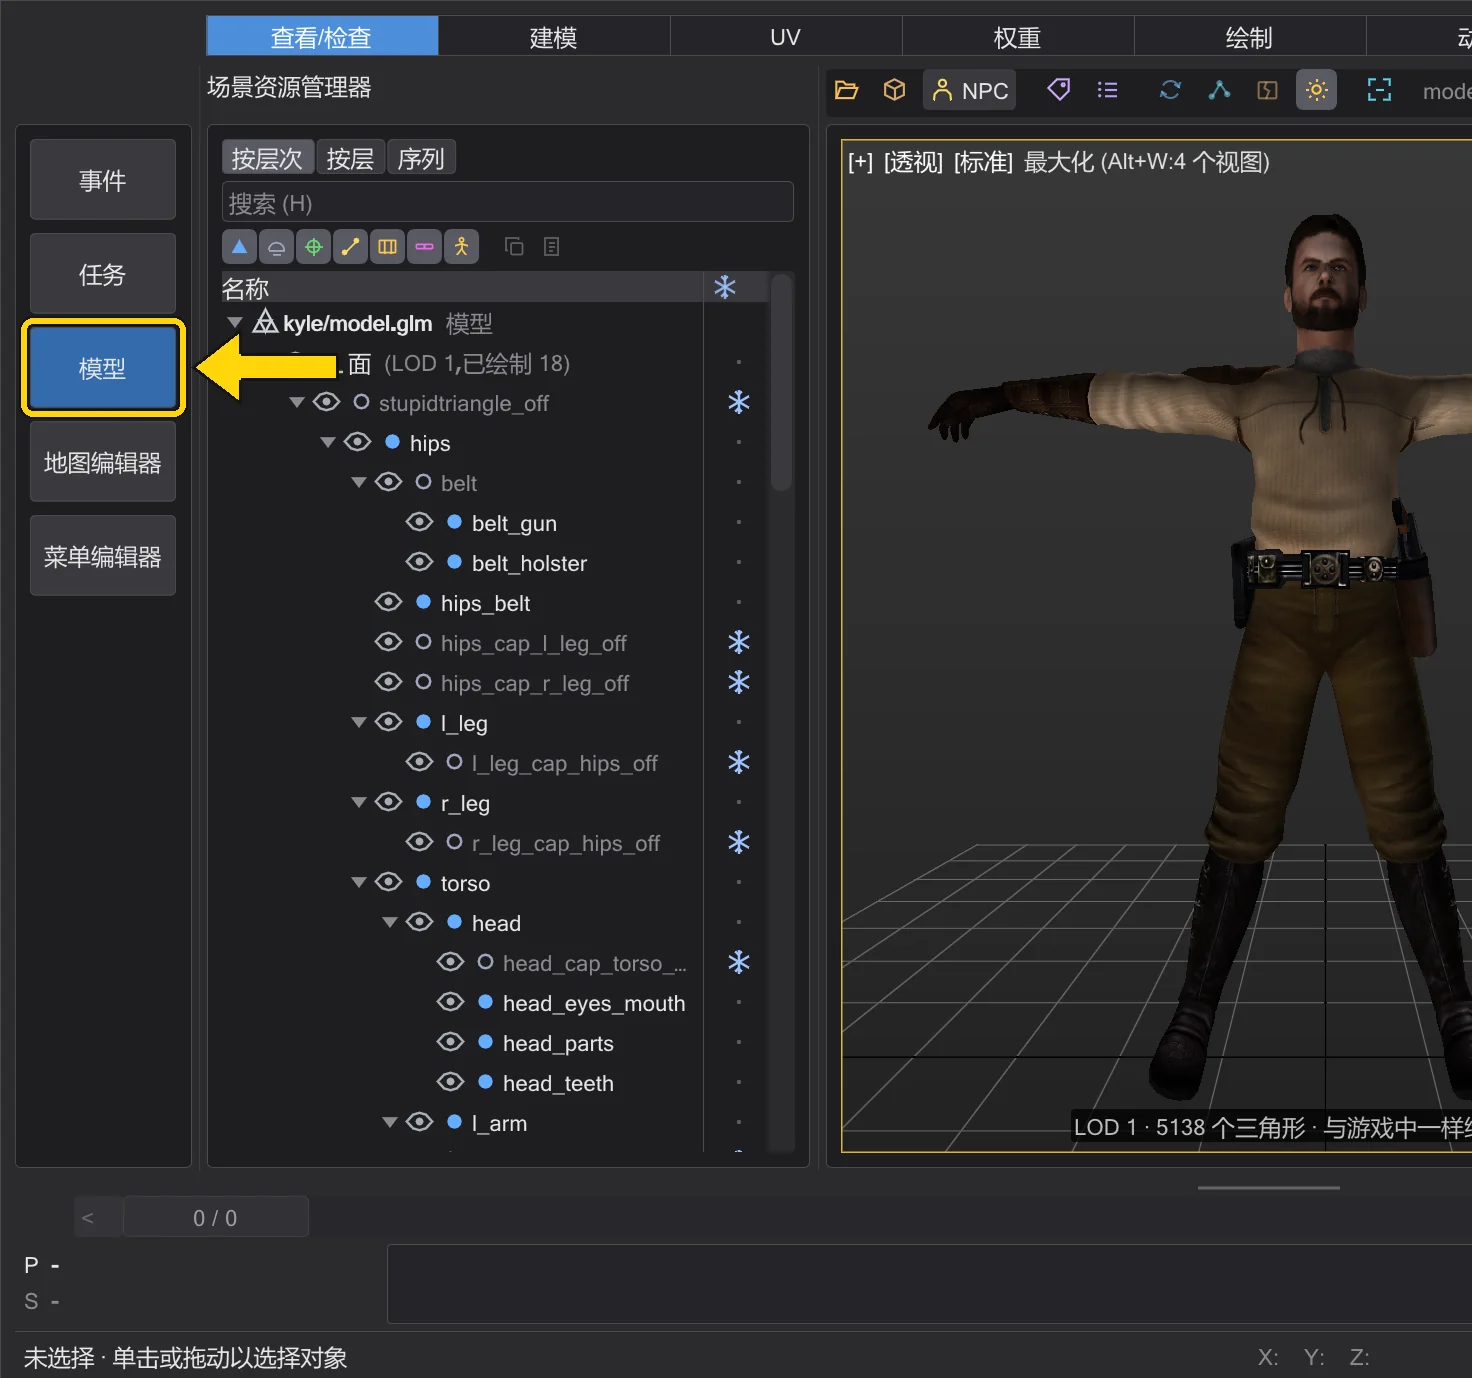 查看/检查 建模 UV 权重 绘制
场景资源管理器
NPC
事件
任务
模型
地图编辑器
菜单编辑器
按层次 按层 序列
搜索 (H)
名称
kyle/model.glm 模型
面 (LOD 1,已绘制 18)
stupidtriangle_off
hips
belt
belt_gun
belt_holster
hips_belt
hips_cap_l_leg_off
hips_cap_r_leg_off
l_leg
l_leg_cap_hips_off
r_leg
r_leg_cap_hips_off
torso
head
head_cap_torso_...
head_eyes_mouth
head_parts
head_teeth
l_arm
[+] [透视] [标准] 最大化 (Alt+W:4 个视图)
LOD 1 · 5138 个三角形 · 与游戏中一样
< 0 / 0
P -
S -
未选择 · 单击或拖动以选择对象
X: Y: Z: